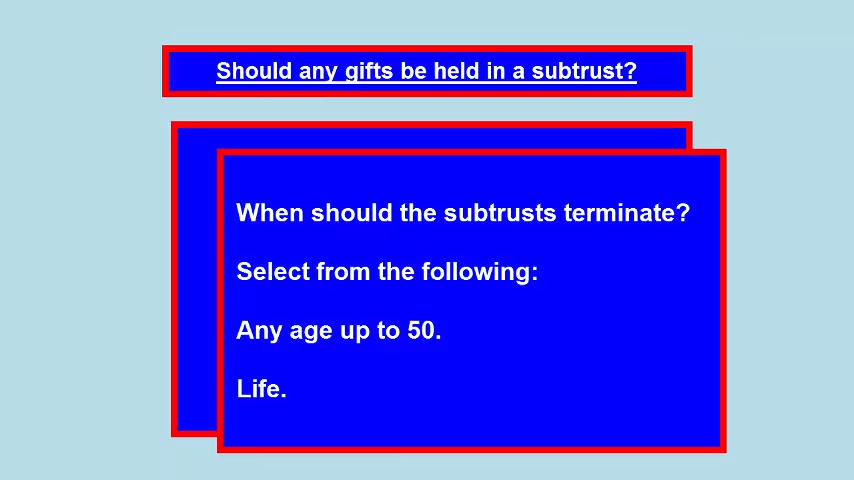 Should any gifts be held in a subtrust?
When should the subtrusts terminate?
Select from the following:
Any age up to 50.
Life.